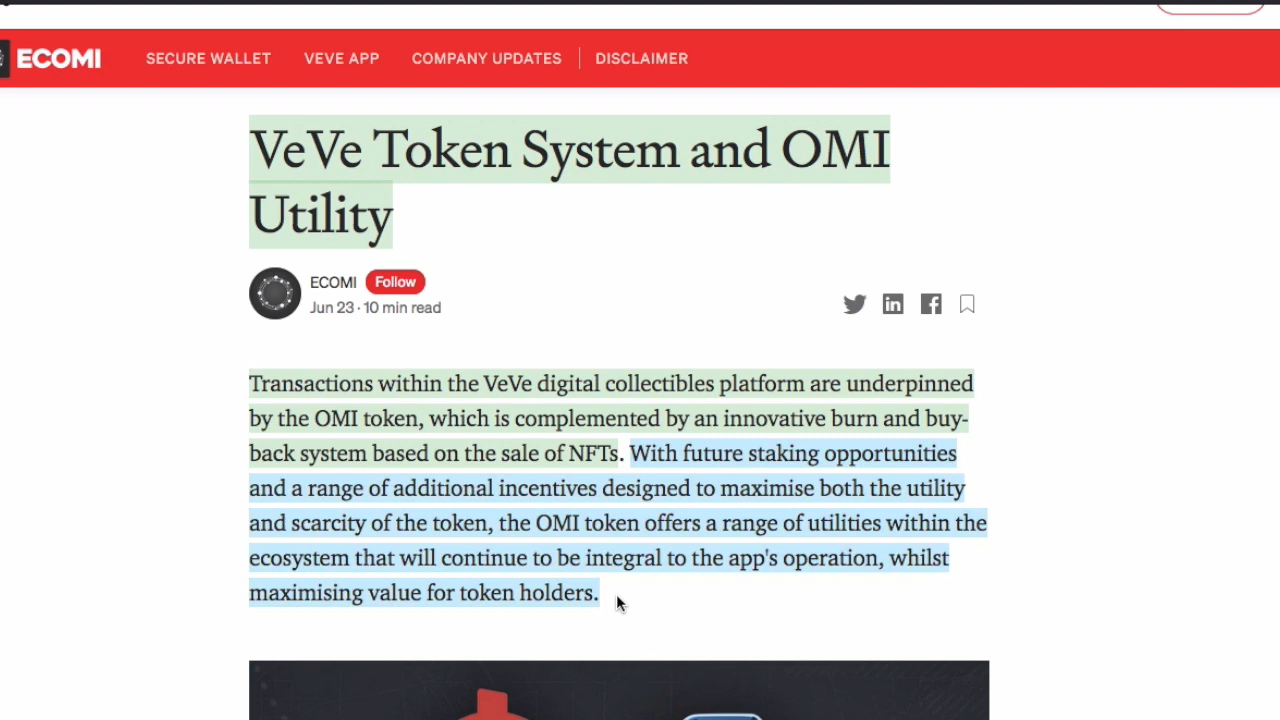 ECOMI SECURE WALLET VEVE APP COMPANY UPDATES DISCLAIMER
VeVe Token System and OMI
Utility
ECOMI Follow
Jun 23 · 10 min read
Transactions within the VeVe digital collectibles platform are underpinned
by the OMI token, which is complemented by an innovative burn and buy-
back system based on the sale of NFTs. With future staking opportunities
and a range of additional incentives designed to maximise both the utility
and scarcity of the token, the OMI token offers a range of utilities within the
ecosystem that will continue to be integral to the app's operation, whilst
maximising value for token holders.